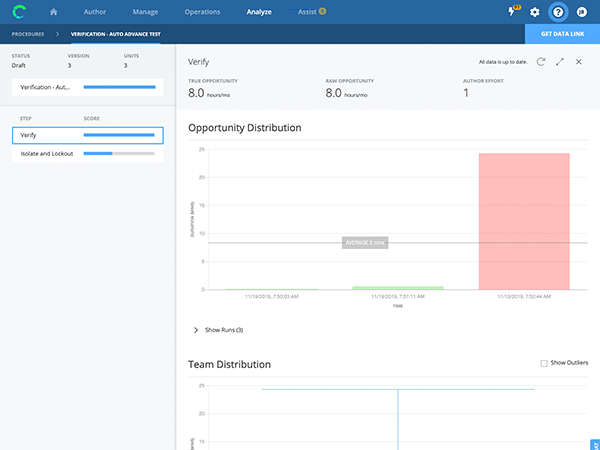 Author Manage Operations Analyze Assist
PROCEDURES VERIFICATION - AUTO ADVANCE TEST GET DATA LINK
STATUS VERSION UNITS
Draft 3 3
Verification - Aut...
STEP SCORE
Verify
Isolate and Lockout
Verify All data is up to date.
TRUE OPPORTUNITY RAW OPPORTUNITY AUTHOR EFFORT
8.0 hours/mo 8.0 hours/mo 1
Opportunity Distribution
25
20
15
10
5
0
DURATION (MINS)
AVERAGE 8 mins
11/19/2019, 7:50:03 AM 11/19/2019, 7:51:11 AM 11/19/2019, 7:52:44 AM
TIME
Show Runs (3)
Team Distribution Show Outliers
25
20
15